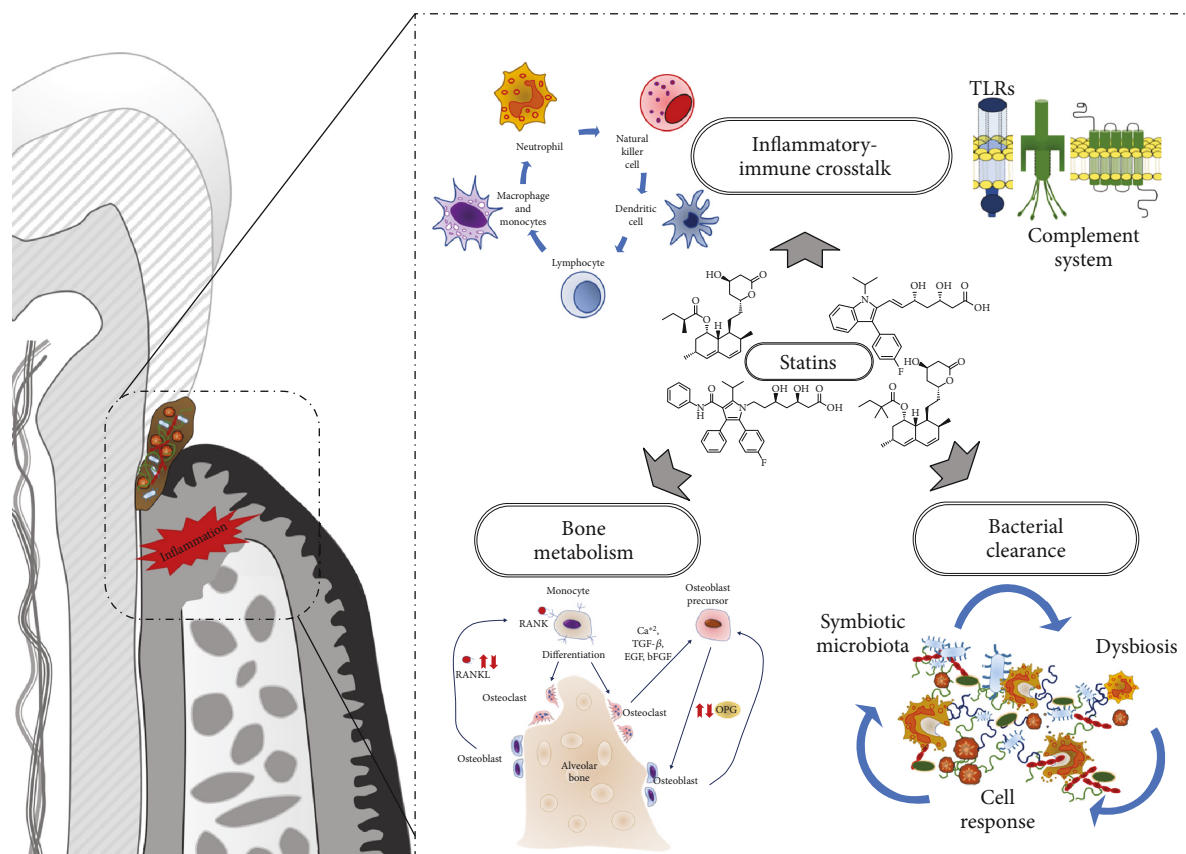 TLRs
Complement
system
Inflammatory-
immune crosstalk
Neutrophil
Natural
killer
cell
Dendritic
cell
Lymphocyte
Macrophage
and
monocytes
HO
O
O
O
O
H
N
OH
OH
O
OH
F
Statins
O
NH
N
OH
OH
O
OH
F
HO
O
O
O
O
H
Inflammation
Bone
metabolism
Bacterial
clearance
Monocyte
RANK
Differentiation
RANKL
Osteoclast
Osteoblast
Alveolar
bone
Osteoblast
precursor
Ca⁺²,
TGF-β,
EGF, bFGF
Osteoclast
OPG
Osteoblast
Symbiotic
microbiota
Dysbiosis
Cell
response